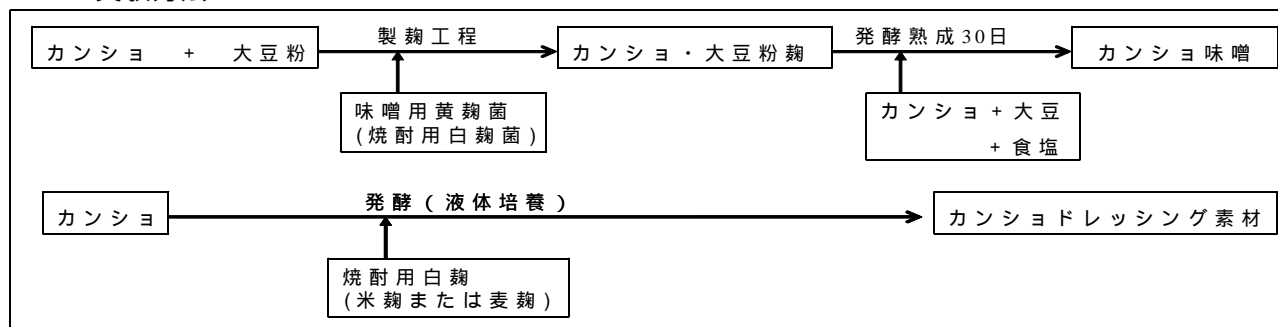 カンショ + 大豆粉
製麹工程
カンショ・大豆粉麹
発酵熟成30日
カンショ味噌
味噌用黄麹菌
(焼酎用白麹菌)
カンショ+大豆
+食塩
カンショ
発酵(液体培養)
カンショドレッシング素材
焼酎用白麹
(米麹または麦麹)